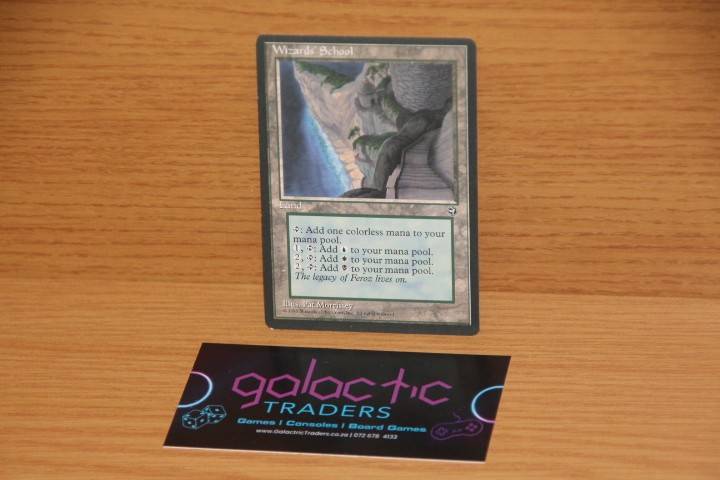 Wizards' School
Land
: Add one colorless mana to your
mana pool.
1, : Add to your mana pool.
2, : Add to your mana pool.
2, : Add to your mana pool.
The legacy of Feroz lives on.
Illus. Pat Morrissey
galactic
TRADERS
Games | Consoles | Board Games
www.GalacticTraders.co.za | 072 678 4133